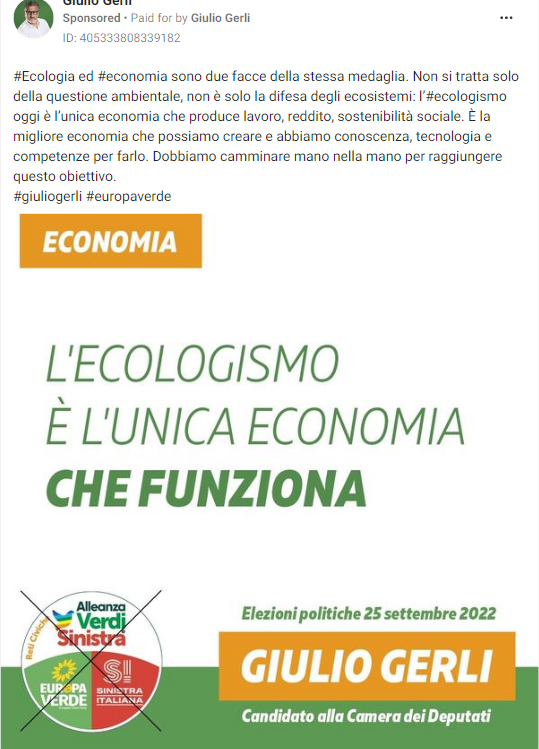 Giulio Gerli
Sponsored • Paid for by Giulio Gerli
ID: 405333808339182
#Ecologia ed #economia sono due facce della stessa medaglia. Non si tratta solo
della questione ambientale, non è solo la difesa degli ecosistemi: l'#ecologismo
oggi è l'unica economia che produce lavoro, reddito, sostenibilità sociale. È la
migliore economia che possiamo creare e abbiamo conoscenza, tecnologia e
competenze per farlo. Dobbiamo camminare mano nella mano per raggiungere
questo obiettivo.
#giuliogerli #europaverde
ECONOMIA
L'ECOLOGISMO
È L'UNICA ECONOMIA
CHE FUNZIONA
Reti Civiche
Alleanza
Verdi
Sinistra
EUROPA
VERDE
SI
SINISTRA
ITALIANA
Elezioni politiche 25 settembre 2022
GIULIO GERLI
Candidato alla Camera dei Deputati